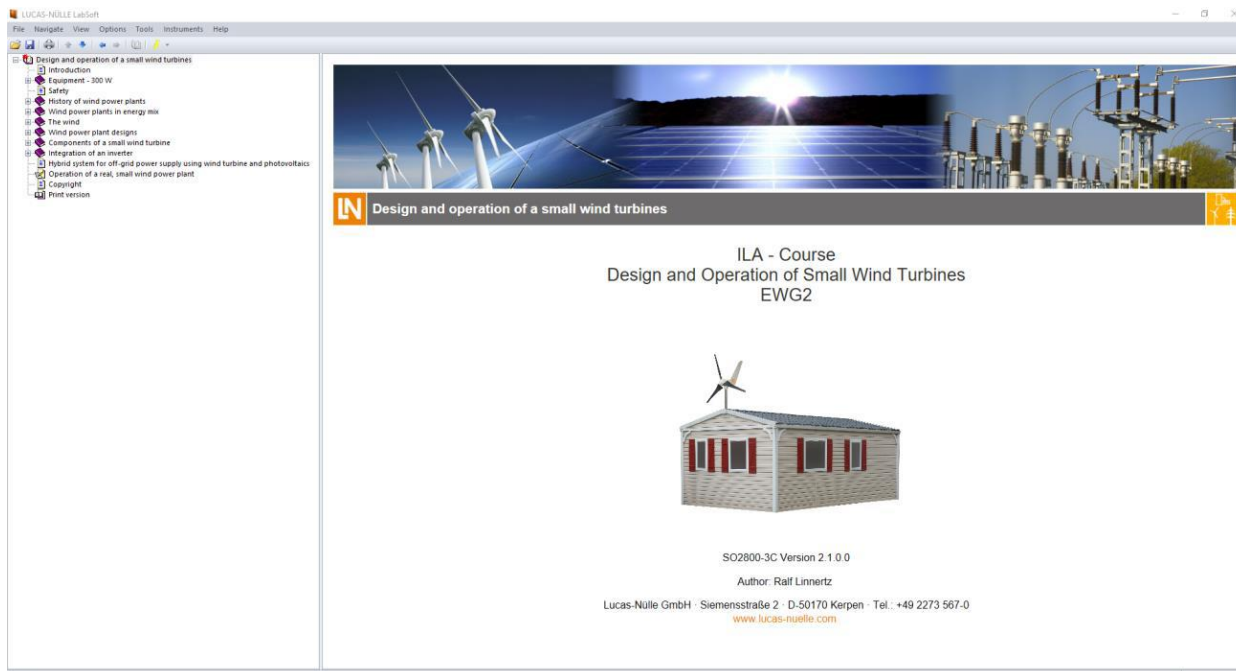 LUCAS-NÜLLE LabSoft
File Navigate View Options Tools Instruments Help
Design and operation of a small wind turbines
Introduction
Equipment - 300 W
Safety
History of wind power plants
Wind power plants in energy mix
The wind
Wind power plant designs
Components of a small wind turbine
Integration of an inverter
Hybrid system for off-grid power supply using wind turbine and photovoltaics
Operation of a real, small wind power plant
Copyright
Print version
LN Design and operation of a small wind turbines
ILA - Course
Design and Operation of Small Wind Turbines
EWG2
SO2800-3C Version 2.1.0.0
Author: Ralf Linnertz
Lucas-Nülle GmbH · Siemensstraße 2 · D-50170 Kerpen · Tel.: +49 2273 567-0
www.lucas-nuelle.com